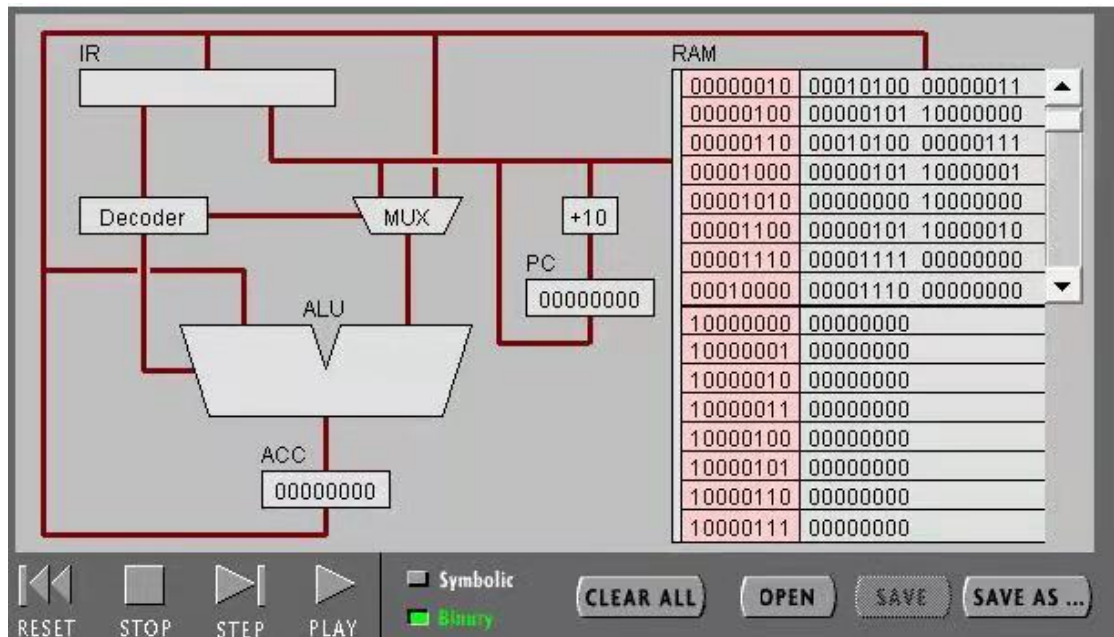 IR
RAM
00000010 00010100 00000011
00000100 00000101 10000000
00000110 00010100 00000111
00001000 00000101 10000001
00001010 00000000 10000000
00001100 00000101 10000010
00001110 00001111 00000000
00010000 00001110 00000000
10000000 00000000
10000001 00000000
10000010 00000000
10000011 00000000
10000100 00000000
10000101 00000000
10000110 00000000
10000111 00000000
Decoder
MUX
+10
PC
00000000
ALU
ACC
00000000
RESET
STOP
STEP
PLAY
Symbolic
Binary
CLEAR ALL
OPEN
SAVE
SAVE AS ...